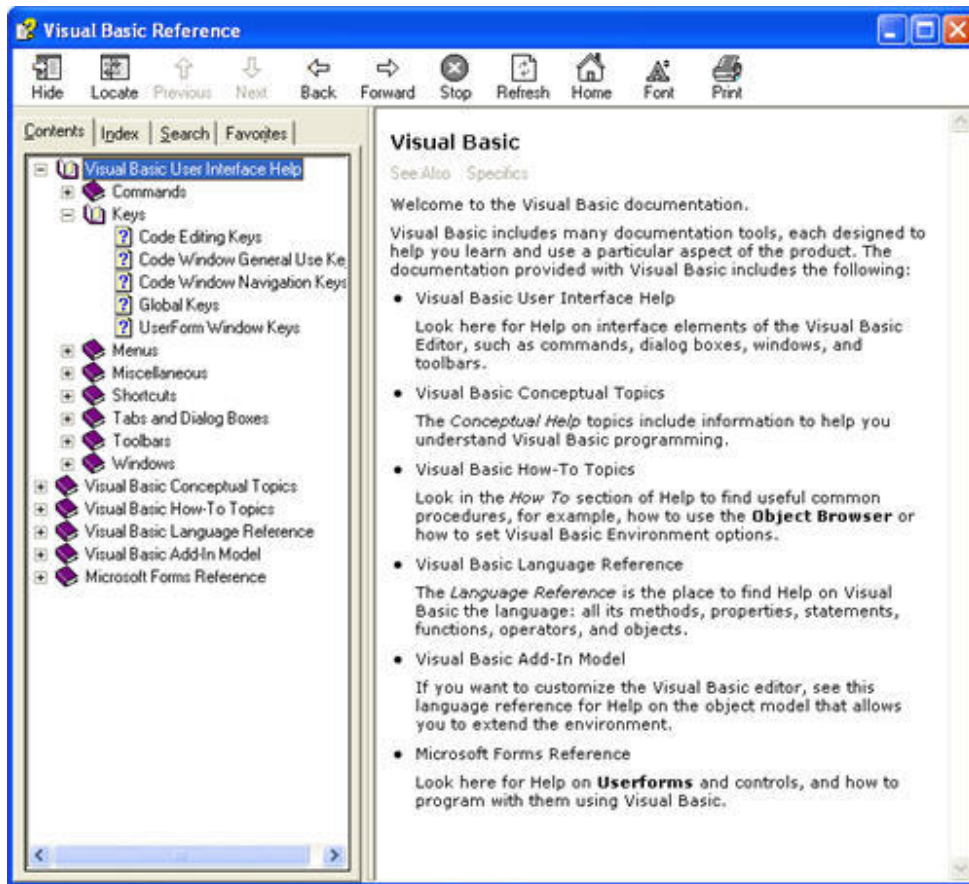 Visual Basic Reference
Hide Locate Previous Next Back Forward Stop Refresh Home Font Print
Contents Index Search Favorites
Visual Basic User Interface Help
Commands
Keys
Code Editing Keys
Code Window General Use Ke
Code Window Navigation Keys
Global Keys
UserForm Window Keys
Menus
Miscellaneous
Shortcuts
Tabs and Dialog Boxes
Toolbars
Windows
Visual Basic Conceptual Topics
Visual Basic How-To Topics
Visual Basic Language Reference
Visual Basic Add-In Model
Microsoft Forms Reference
Visual Basic
See Also Specifics
Welcome to the Visual Basic documentation.
Visual Basic includes many documentation tools, each designed to
help you learn and use a particular aspect of the product. The
documentation provided with Visual Basic includes the following:
• Visual Basic User Interface Help
Look here for Help on interface elements of the Visual Basic
Editor, such as commands, dialog boxes, windows, and
toolbars.
• Visual Basic Conceptual Topics
The Conceptual Help topics include information to help you
understand Visual Basic programming.
• Visual Basic How-To Topics
Look in the How To section of Help to find useful common
procedures, for example, how to use the Object Browser or
how to set Visual Basic Environment options.
• Visual Basic Language Reference
The Language Reference is the place to find Help on Visual
Basic the language: all its methods, properties, statements,
functions, operators, and objects.
• Visual Basic Add-In Model
If you want to customize the Visual Basic editor, see this
language reference for Help on the object model that allows
you to extend the environment.
• Microsoft Forms Reference
Look here for Help on Userforms and controls, and how to
program with them using Visual Basic.